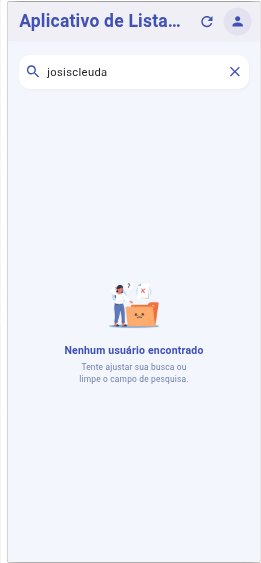 Aplicativo de Lista...
josiscleuda
Nenhum usuário encontrado
Tente ajustar sua busca ou
limpe o campo de pesquisa.